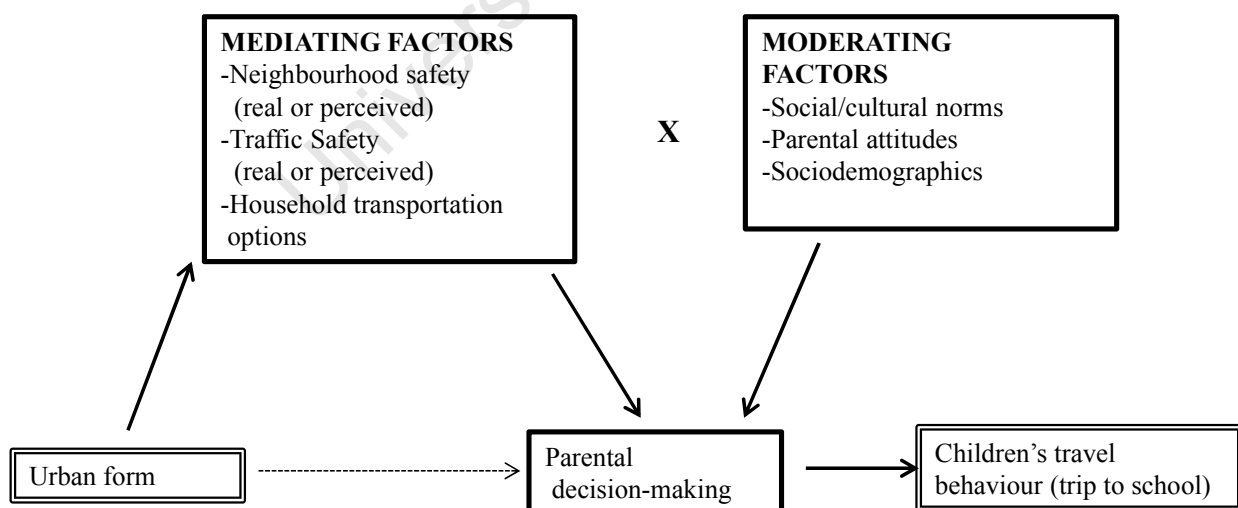 MEDIATING FACTORS
-Neighbourhood safety
(real or perceived)
-Traffic Safety
(real or perceived)
-Household transportation
options
X
MODERATING
FACTORS
-Social/cultural norms
-Parental attitudes
-Sociodemographics
Urban form
Parental
decision-making
Children's travel
behaviour (trip to school)
Univers